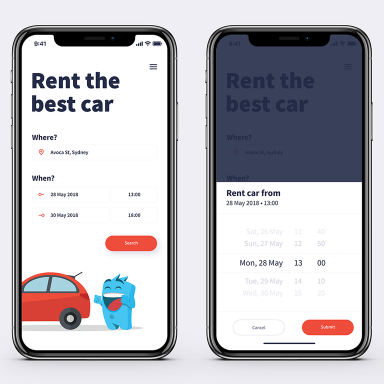 9:41
Rent the
best car
Where?
Avoca St, Sydney
When?
28 May 2018 13:00
30 May 2018 18:00
Search
9:41
Rent the
best car
Where?
Avoca St, Sydney
When?
Rent car from
28 May 2018 • 13:00
Sat, 26 May 11 40
Sun, 27 May 12 50
Mon, 28 May 13 00
Tue, 29 May 14 10
Wed, 30 May 15 20
Cancel
Submit